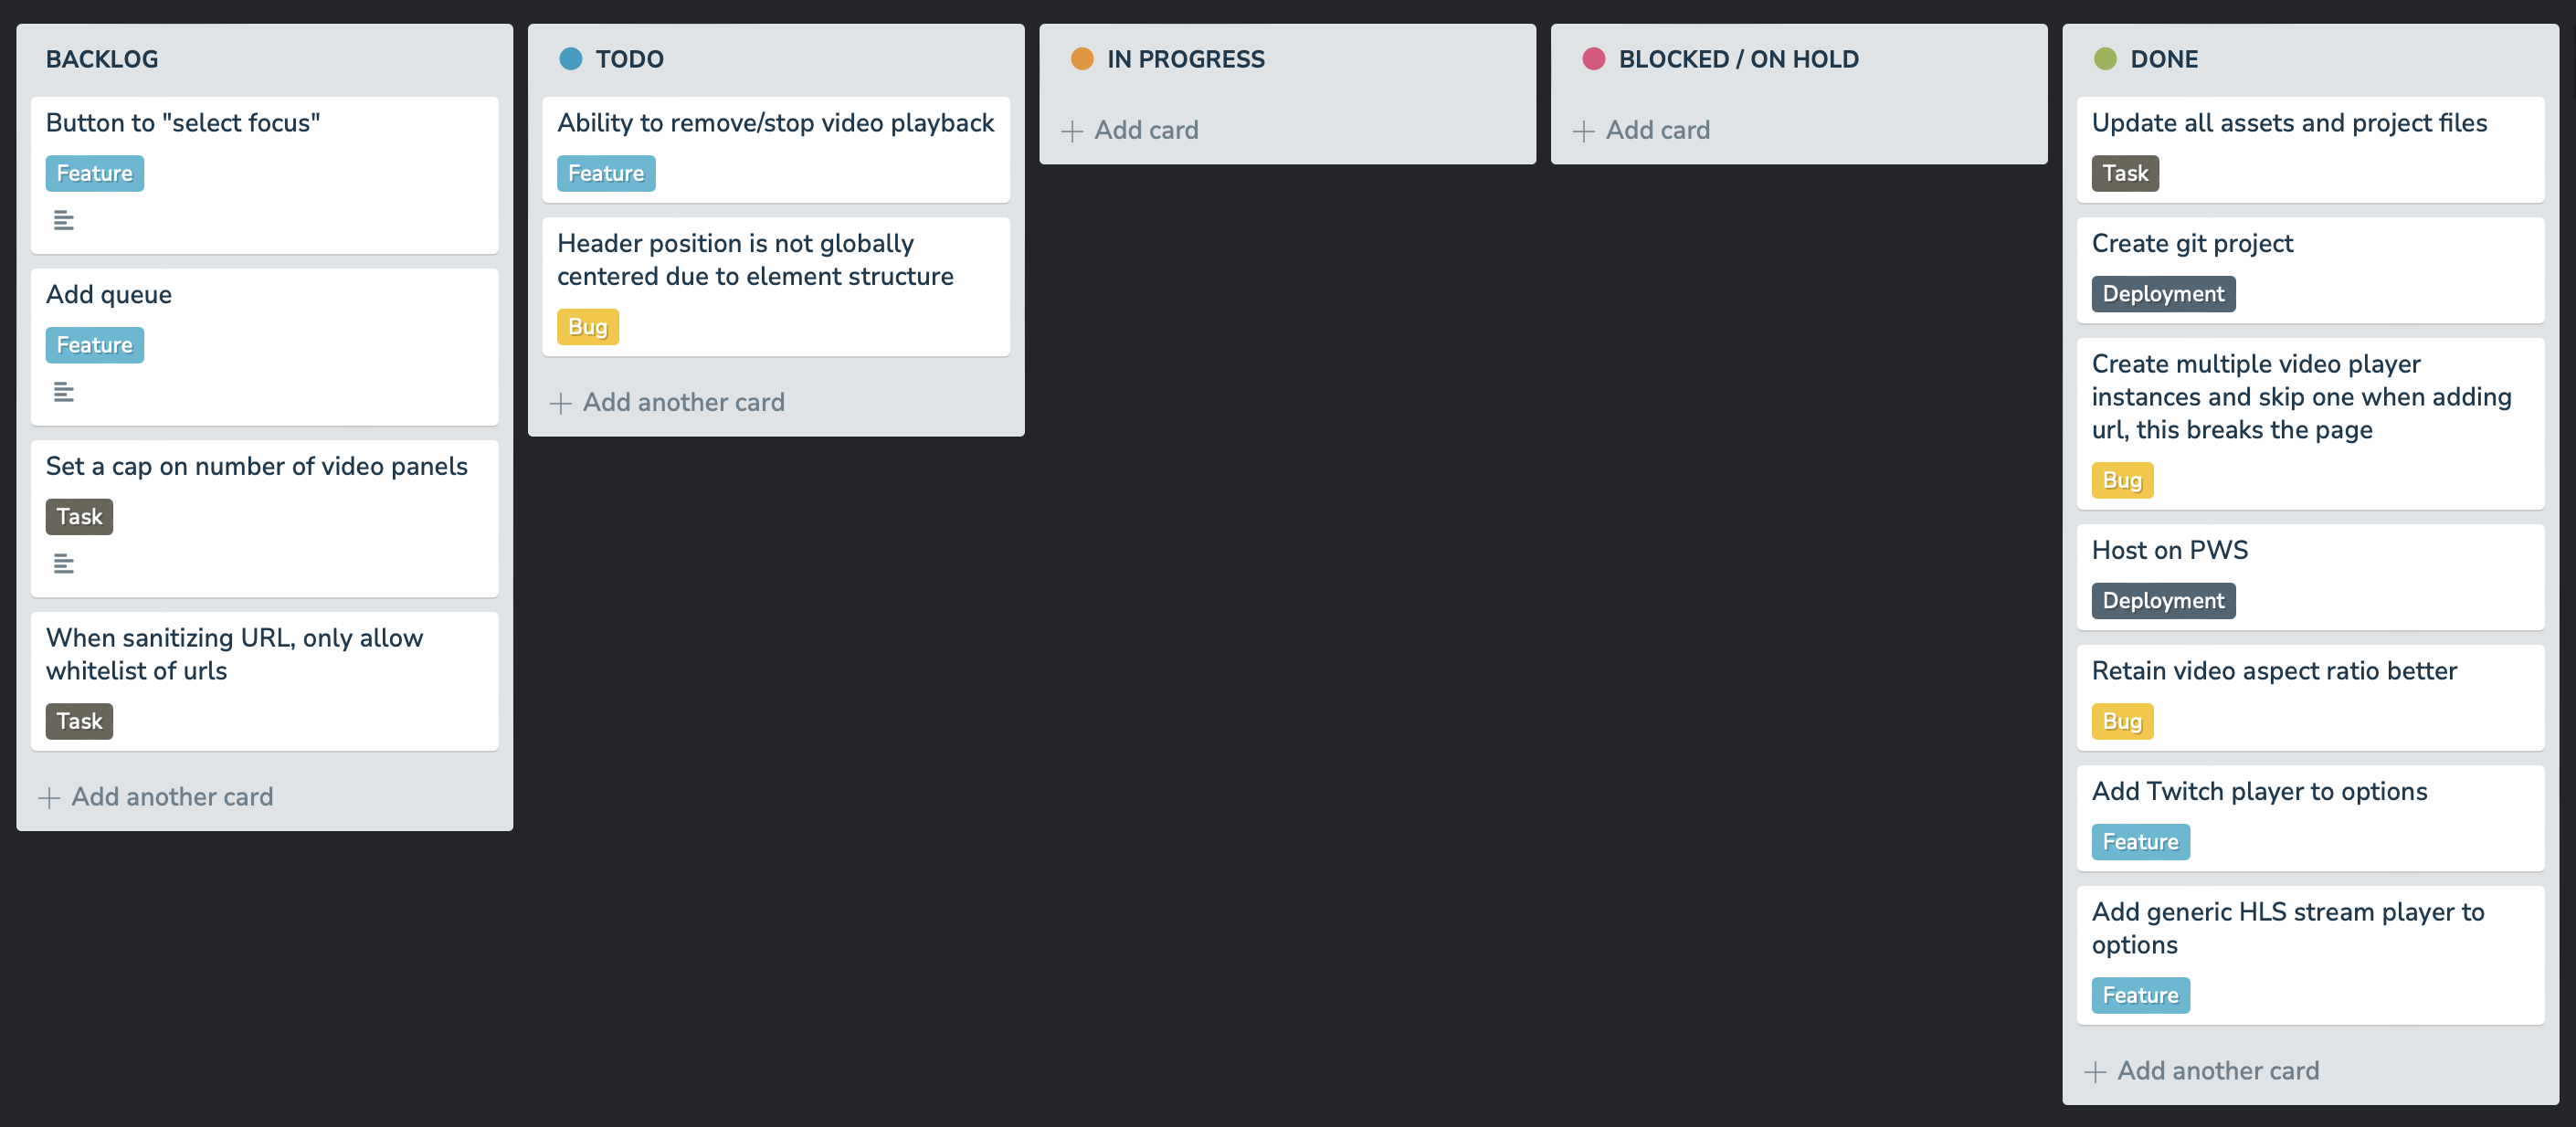 BACKLOG
Button to "select focus"
Feature
Add queue
Feature
Set a cap on number of video panels
Task
When sanitizing URL, only allow
whitelist of urls
Task
Add another card
TODO
Ability to remove/stop video playback
Feature
Header position is not globally
centered due to element structure
Bug
Add another card
IN PROGRESS
Add card
BLOCKED / ON HOLD
Add card
DONE
Update all assets and project files
Task
Create git project
Deployment
Create multiple video player
instances and skip one when adding
url, this breaks the page
Bug
Host on PWS
Deployment
Retain video aspect ratio better
Bug
Add Twitch player to options
Feature
Add generic HLS stream player to
options
Feature
Add another card